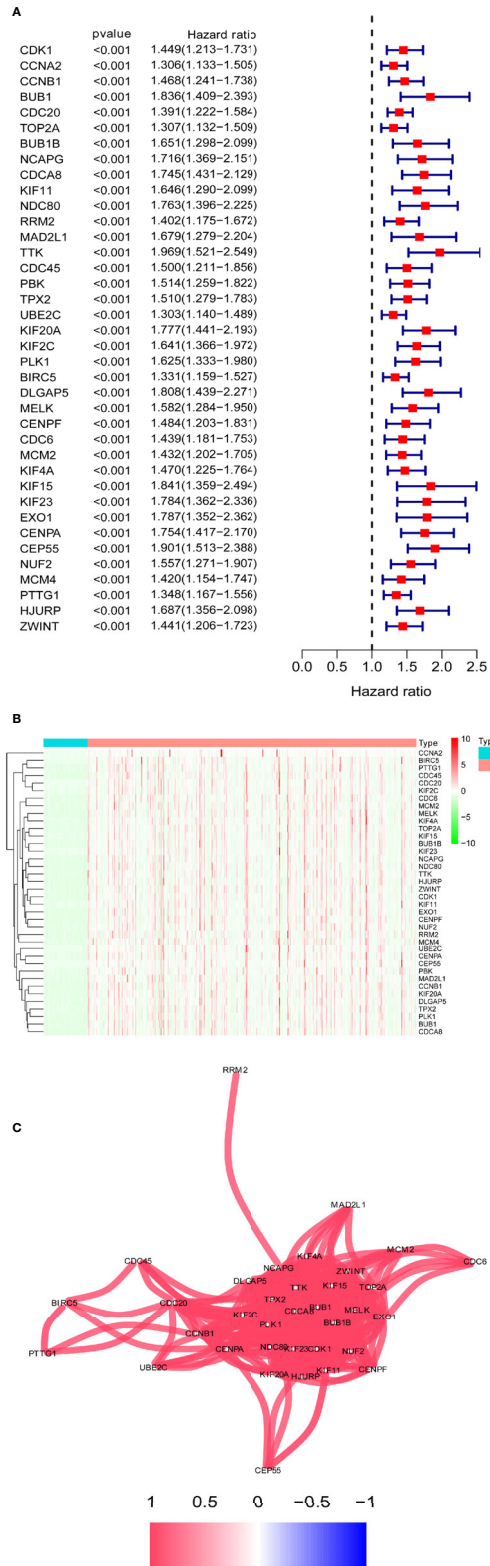 A
pvalue Hazard ratio
CDK1 <0.001 1.449(1.213−1.731)
CCNA2 <0.001 1.306(1.133−1.505)
CCNB1 <0.001 1.468(1.241−1.738)
BUB1 <0.001 1.836(1.409−2.393)
CDC20 <0.001 1.391(1.222−1.584)
TOP2A <0.001 1.307(1.132−1.509)
BUB1B <0.001 1.651(1.298−2.099)
NCAPG <0.001 1.716(1.369−2.151)
CDCA8 <0.001 1.745(1.431−2.129)
KIF11 <0.001 1.646(1.290−2.099)
NDC80 <0.001 1.763(1.396−2.225)
RRM2 <0.001 1.402(1.175−1.672)
MAD2L1 <0.001 1.679(1.279−2.204)
TTK <0.001 1.969(1.521−2.549)
CDC45 <0.001 1.500(1.211−1.856)
PBK <0.001 1.514(1.259−1.822)
TPX2 <0.001 1.510(1.279−1.783)
UBE2C <0.001 1.303(1.140−1.489)
KIF20A <0.001 1.777(1.441−2.193)
KIF2C <0.001 1.641(1.366−1.972)
PLK1 <0.001 1.625(1.333−1.980)
BIRC5 <0.001 1.331(1.159−1.527)
DLGAP5 <0.001 1.808(1.439−2.271)
MELK <0.001 1.582(1.284−1.950)
CENPF <0.001 1.484(1.203−1.831)
CDC6 <0.001 1.439(1.181−1.753)
MCM2 <0.001 1.432(1.202−1.705)
KIF4A <0.001 1.470(1.225−1.764)
KIF15 <0.001 1.841(1.359−2.494)
KIF23 <0.001 1.784(1.362−2.336)
EXO1 <0.001 1.787(1.352−2.362)
CENPA <0.001 1.754(1.417−2.170)
CEP55 <0.001 1.901(1.513−2.388)
NUF2 <0.001 1.557(1.271−1.907)
MCM4 <0.001 1.420(1.154−1.747)
PTTG1 <0.001 1.348(1.167−1.556)
HJURP <0.001 1.687(1.356−2.098)
ZWINT <0.001 1.441(1.206−1.723)
0.0 0.5 1.0 1.5 2.0 2.5
Hazard ratio
B
Type
10
5
0
−5
−10
Typ
CCNA2
BIRC5
PTTG1
CDC45
CDC20
KIF2C
CDC6
MCM2
MELK
KIF4A
TOP2A
KIF15
BUB1B
KIF23
NCAPG
NDC80
TTK
HJURP
ZWINT
CDK1
KIF11
EXO1
CENPF
NUF2
RRM2
MCM4
UBE2C
CENPA
CEP55
PBK
MAD2L1
CCNB1
KIF20A
DLGAP5
TPX2
PLK1
BUB1
CDCA8
C
RRM2
MAD2L1
MCM2
KIF4A
CDC45
NCAPG
ZWINT
CDC6
DLGAP5
TTK
KIF15
TOP2A
BIRC5
CDC20
TPX2
BUB1
MELK
KIF2C
CDCA8
EXO1
PLK1
BUB1B
CCNB1
PTTG1
CENPA
NDC80
KIF23
CDK1
NUF2
UBE2C
KIF20A
HJURP
KIF11
CENPF
CEP55
1 0.5 0 −0.5 −1